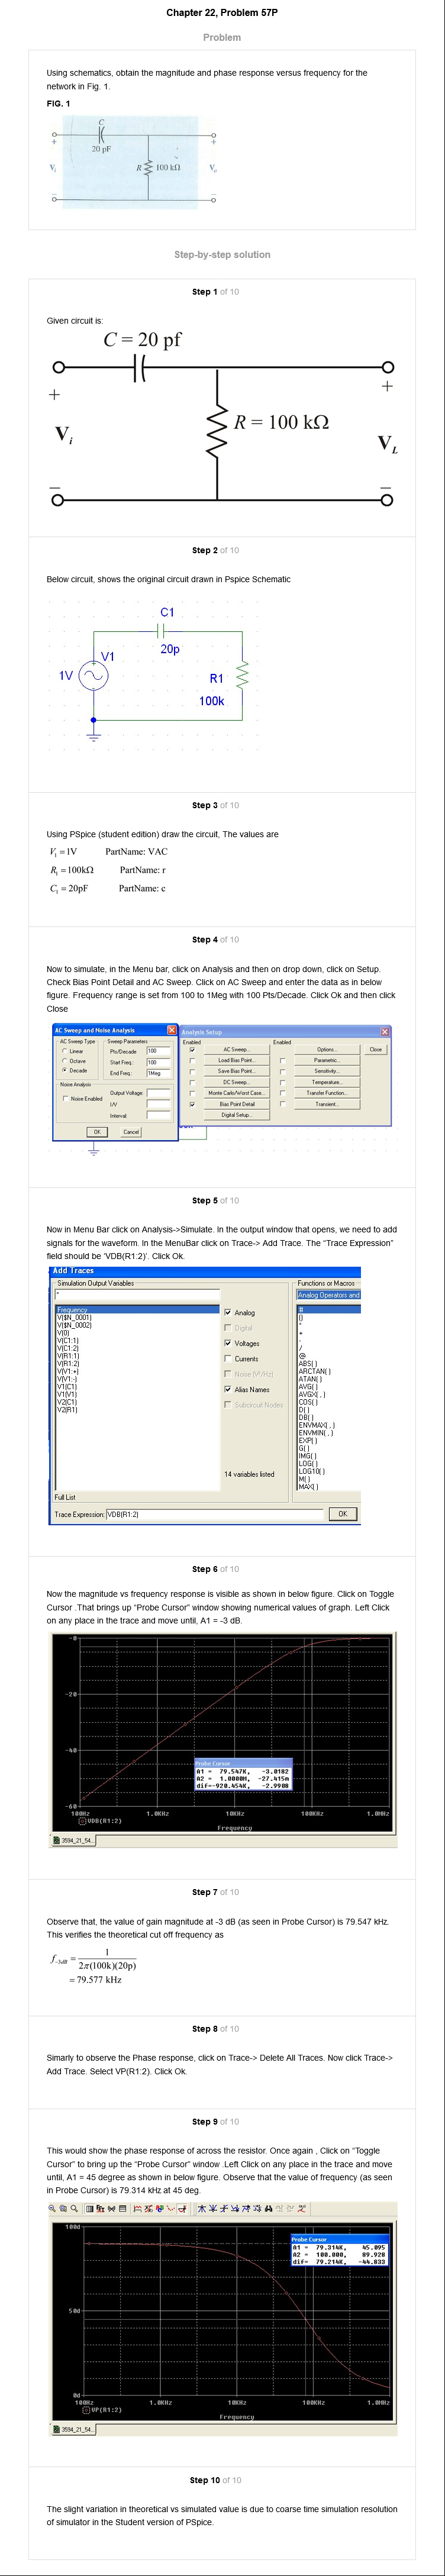 Chapter 22, Problem 57P
Problem
Using schematics, obtain the magnitude and phase response versus frequency for the
network in Fig. 1.
FIG. 1
C
20 pF
+
+
Vi
R
100 kΩ
Vo
−
−
Step-by-step solution
Step 1 of 10
Given circuit is:
C = 20 pf
+
+
Vi
R = 100 kΩ
VL
−
−
Step 2 of 10
Below circuit, shows the original circuit drawn in Pspice Schematic
C1
20p
V1
1V
R1
100k
Step 3 of 10
Using PSpice (student edition) draw the circuit, The values are
V1 = 1V PartName: VAC
R1 = 100kΩ PartName: r
C1 = 20pF PartName: c
Step 4 of 10
Now to simulate, in the Menu bar, click on Analysis and then on drop down, click on Setup.
Check Bias Point Detail and AC Sweep. Click on AC Sweep and enter the data as in below
figure. Frequency range is set from 100 to 1Meg with 100 Pts/Decade. Click Ok and then click
Close
AC Sweep and Noise Analysis
AC Sweep Type
Sweep Parameters
Linear
Octave
Decade
Pts/Decade 100
Start Freq.: 100
End Freq.: 1Meg
Noise Analysis
Noise Enabled
Output Voltage:
I/V
Interval:
OK
Cancel
Analysis Setup
Enabled
Enabled
AC Sweep...
Options...
Close
Load Bias Point...
Parametric...
Save Bias Point...
Sensitivity...
DC Sweep...
Temperature...
Monte Carlo/Worst Case...
Transfer Function...
Bias Point Detail
Transient...
Digital Setup...
Step 5 of 10
Now in Menu Bar click on Analysis->Simulate. In the output window that opens, we need to add
signals for the waveform. In the MenuBar click on Trace-> Add Trace. The "Trace Expression"
field should be 'VDB(R1:2)'. Click Ok.
Add Traces
Simulation Output Variables
*
Frequency
V($N_0001)
V($N_0002)
V(0)
V(C1:1)
V(C1:2)
V(R1:1)
V(R1:2)
V(V1:+)
V(V1:-)
V1(C1)
V1(V1)
V2(C1)
V2(R1)
Analog
Digital
Voltages
Currents
Noise (V²/Hz)
Alias Names
Subcircuit Nodes
14 variables listed
Functions or Macros
Analog Operators and
#
()
*
+
-
/
@
ABS( )
ARCTAN( )
ATAN( )
AVG( )
AVGX( , )
COS( )
D( )
DB( )
ENVMAX( , )
ENVMIN( , )
EXP( )
G( )
IMG( )
LOG( )
LOG10( )
M( )
MAX( )
Full List
Trace Expression: VDB(R1:2)
OK
Step 6 of 10
Now the magnitude vs frequency response is visible as shown in below figure. Click on Toggle
Cursor .That brings up "Probe Cursor" window showing numerical values of graph. Left Click
on any place in the trace and move until, A1 = -3 dB.
-0
-20
-40
-60
Probe Cursor
A1 = 79.547K, -3.0182
A2 = 1.0000M, -27.415m
dif=-920.454K, -2.9908
100Hz 1.0KHz 10KHz 100KHz 1.0MHz
VDB(R1:2)
Frequency
3594_21_54...
Step 7 of 10
Observe that, the value of gain magnitude at -3 dB (as seen in Probe Cursor) is 79.547 kHz.
This verifies the theoretical cut off frequency as
f-3dB = 1 / 2π(100k)(20p)
= 79.577 kHz
Step 8 of 10
Simarly to observe the Phase response, click on Trace-> Delete All Traces. Now click Trace->
Add Trace. Select VP(R1:2). Click Ok.
Step 9 of 10
This would show the phase response of across the resistor. Once again , Click on "Toggle
Cursor" to bring up the "Probe Cursor" window .Left Click on any place in the trace and move
until, A1 = 45 degree as shown in below figure. Observe that the value of frequency (as seen
in Probe Cursor) is 79.314 kHz at 45 deg.
100d
50d
0d
Probe Cursor
A1 = 79.314K, 45.095
A2 = 100.000, 89.928
dif= 79.214K, -44.833
100Hz 1.0KHz 10KHz 100KHz 1.0MHz
VP(R1:2)
Frequency
3594_21_54...
Step 10 of 10
The slight variation in theoretical vs simulated value is due to coarse time simulation resolution
of simulator in the Student version of PSpice.